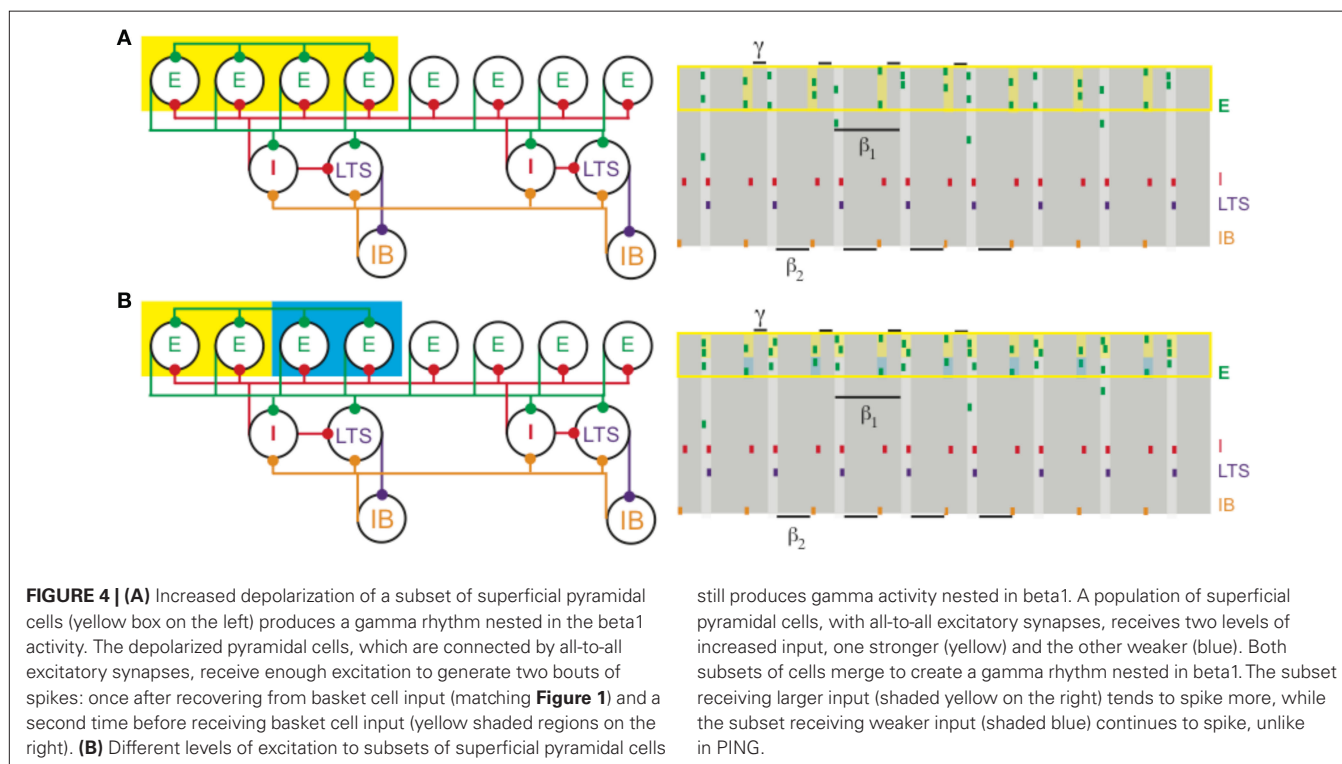 A
E E E E E E E E
I LTS I LTS
IB IB
γ
β1
β2
E
I
LTS
IB
B
E E E E E E E E
I LTS I LTS
IB IB
γ
β1
β2
E
I
LTS
IB
FIGURE 4 | (A) Increased depolarization of a subset of superficial pyramidal
cells (yellow box on the left) produces a gamma rhythm nested in the beta1
activity. The depolarized pyramidal cells, which are connected by all-to-all
excitatory synapses, receive enough excitation to generate two bouts of
spikes: once after recovering from basket cell input (matching Figure 1) and a
second time before receiving basket cell input (yellow shaded regions on the
right). (B) Different levels of excitation to subsets of superficial pyramidal cells
still produces gamma activity nested in beta1. A population of superficial
pyramidal cells, with all-to-all excitatory synapses, receives two levels of
increased input, one stronger (yellow) and the other weaker (blue). Both
subsets of cells merge to create a gamma rhythm nested in beta1. The subset
receiving larger input (shaded yellow on the right) tends to spike more, while
the subset receiving weaker input (shaded blue) continues to spike, unlike
in PING.